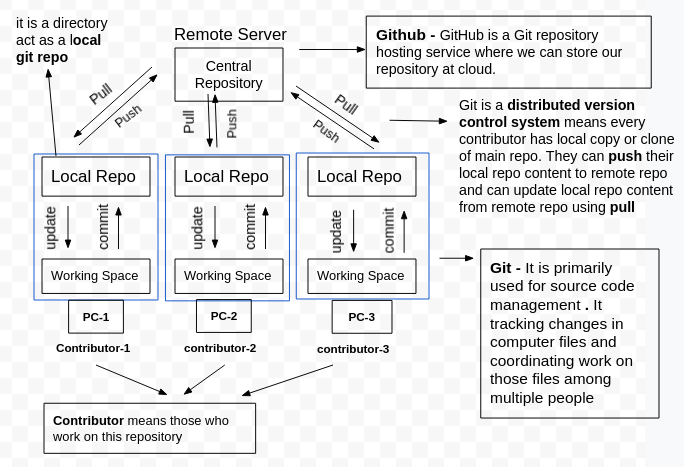 it is a directory
act as a local
git repo
Remote Server
Central
Repository
Github - GitHub is a Git repository
hosting service where we can store our
repository at cloud.
Pull
Push
Pull
Push
Pull
Push
Git is a distributed version
control system means every
contributor has local copy or clone
of main repo. They can push their
local repo content to remote repo
and can update local repo content
from remote repo using pull
Local Repo
Local Repo
Local Repo
update
commit
update
commit
update
commit
Working Space
Working Space
Working Space
Git - It is primarily
used for source code
management . It
tracking changes in
computer files and
coordinating work on
those files among
multiple people
PC-1
PC-2
PC-3
Contributor-1
contributor-2
contributor-3
Contributor means those who
work on this repository